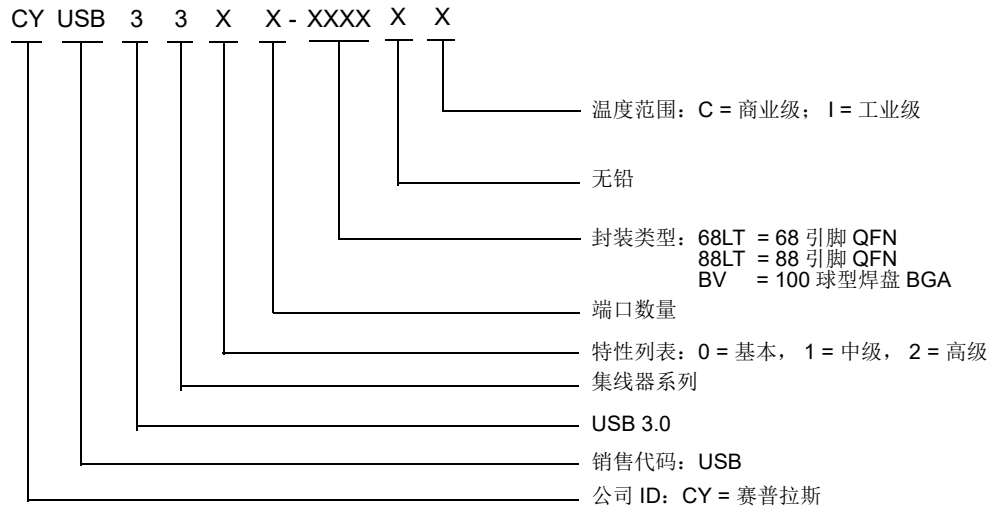 CY USB 3 3 X X - XXXX X X
温度范围：C = 商业级； I = 工业级
无铅
封装类型：68LT = 68 引脚 QFN
88LT = 88 引脚 QFN
BV = 100 球型焊盘 BGA
端口数量
特性列表：0 = 基本， 1 = 中级， 2 = 高级
集线器系列
USB 3.0
销售代码：USB
公司 ID：CY = 赛普拉斯